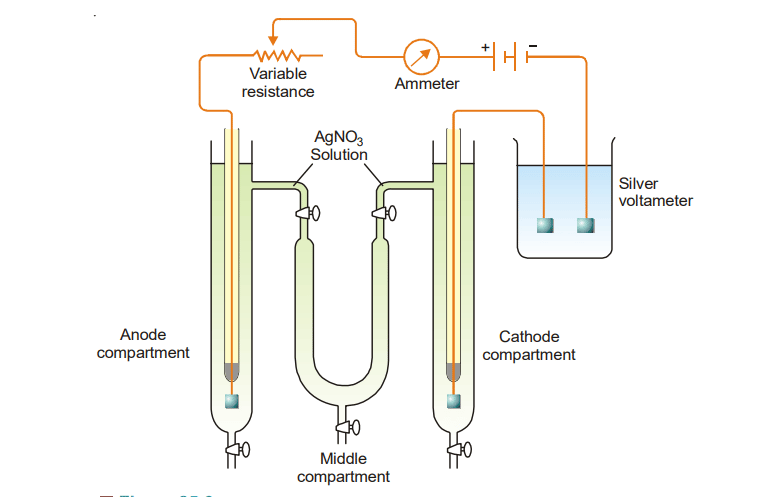 Variable
resistance
Ammeter
+
−
AgNO3
Solution
Silver
voltameter
Anode
compartment
Cathode
compartment
Middle
compartment